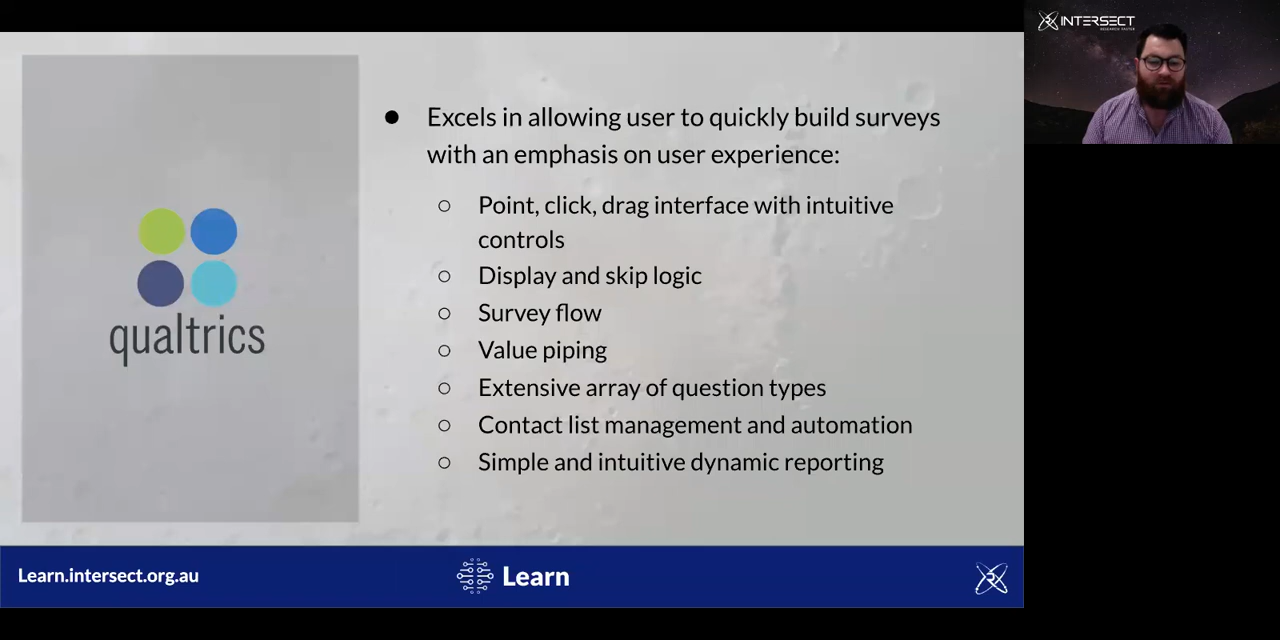 INTERSECT
RESEARCH FASTER
Excels in allowing user to quickly build surveys
with an emphasis on user experience:
Point, click, drag interface with intuitive
controls
Display and skip logic
Survey flow
Value piping
Extensive array of question types
Contact list management and automation
Simple and intuitive dynamic reporting
qualtrics
Learn.intersect.org.au
Learn